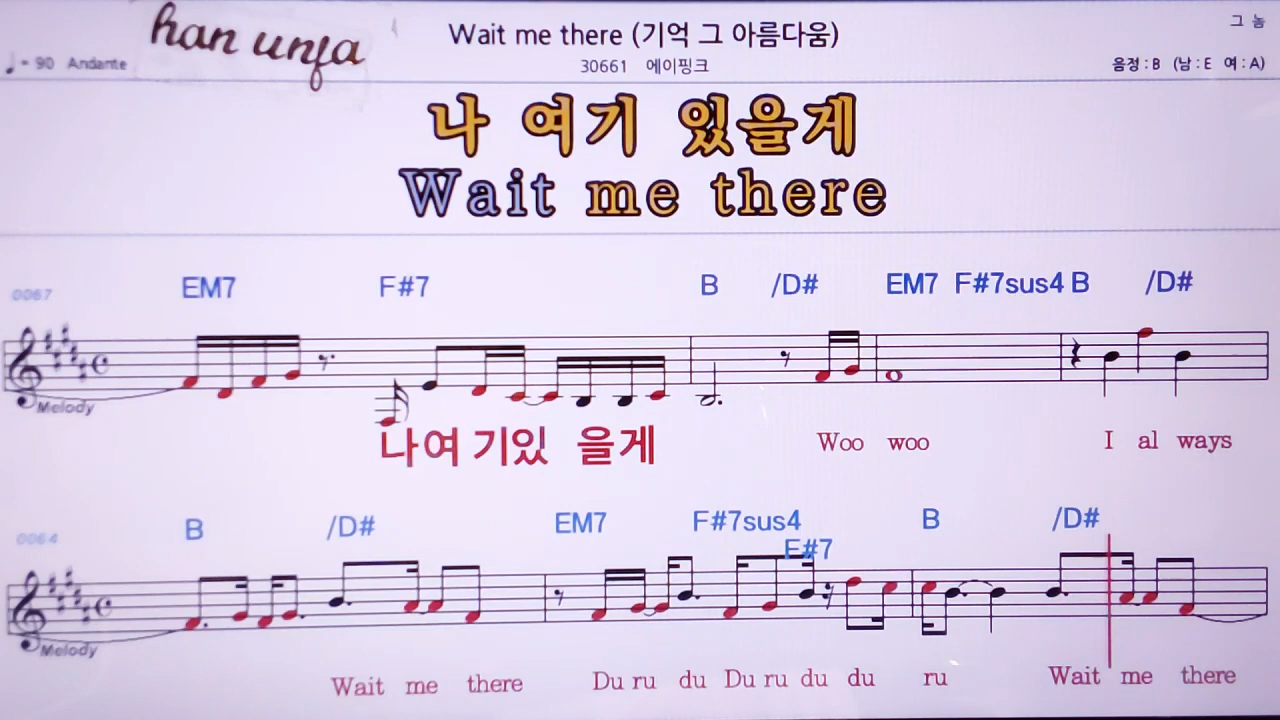 han unfa
Wait me there (기억 그 아름다움)
그 놈
♩= 90 Andante
30661 에이핑크
음정 : B (남 : E 여 : A)
나 여기 있을게
Wait me there
0067 EM7 F#7 B /D# EM7 F#7sus4 B /D#
Melody
나여 기있 을게 Woo woo I al ways
0064 B /D# EM7 F#7sus4 F#7 B /D#
Melody
Wait me there Du ru du Du ru du du ru Wait me there